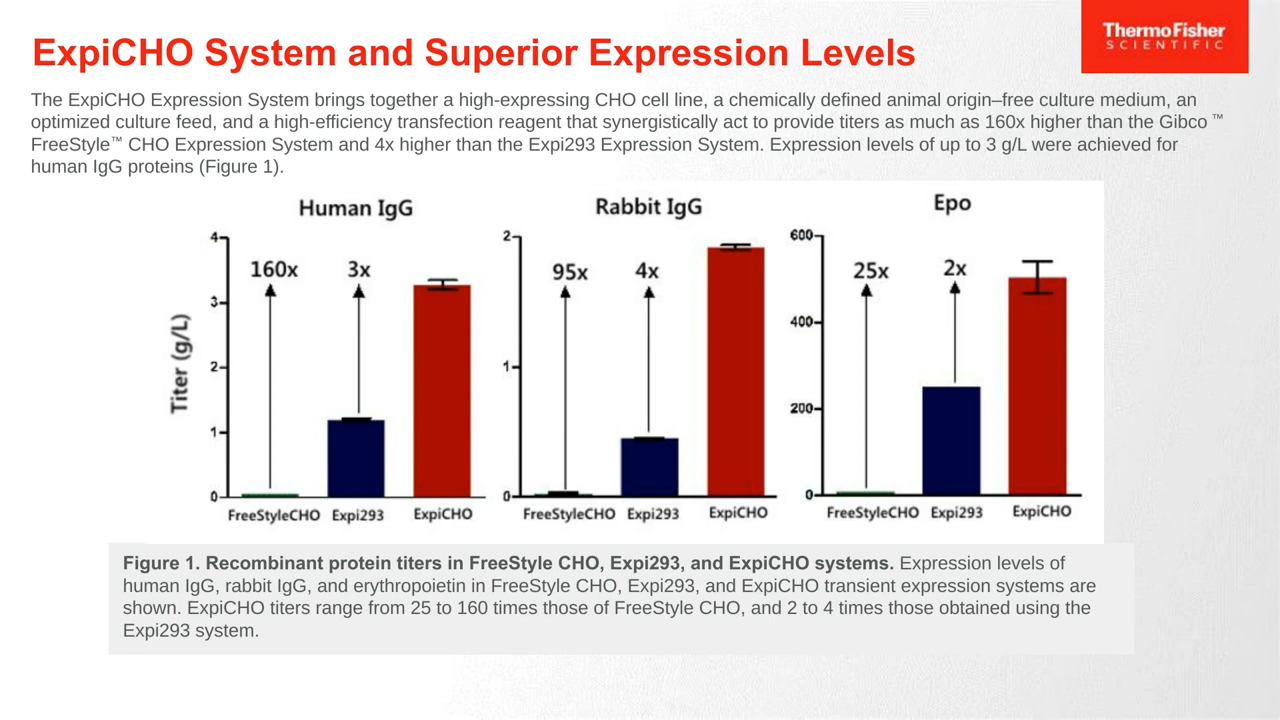 ExpiCHO System and Superior Expression Levels
ThermoFisher
SCIENTIFIC
The ExpiCHO Expression System brings together a high-expressing CHO cell line, a chemically defined animal origin–free culture medium, an
optimized culture feed, and a high-efficiency transfection reagent that synergistically act to provide titers as much as 160x higher than the Gibco ™
FreeStyle™ CHO Expression System and 4x higher than the Expi293 Expression System. Expression levels of up to 3 g/L were achieved for
human IgG proteins (Figure 1).
Human IgG
Titer (g/L)
4
3
2
1
0
160x
3x
FreeStyleCHO Expi293 ExpiCHO
Rabbit IgG
2
1
0
95x
4x
FreeStyleCHO Expi293 ExpiCHO
Epo
600
400
200
0
25x
2x
FreeStyleCHO Expi293 ExpiCHO
Figure 1. Recombinant protein titers in FreeStyle CHO, Expi293, and ExpiCHO systems. Expression levels of
human IgG, rabbit IgG, and erythropoietin in FreeStyle CHO, Expi293, and ExpiCHO transient expression systems are
shown. ExpiCHO titers range from 25 to 160 times those of FreeStyle CHO, and 2 to 4 times those obtained using the
Expi293 system.